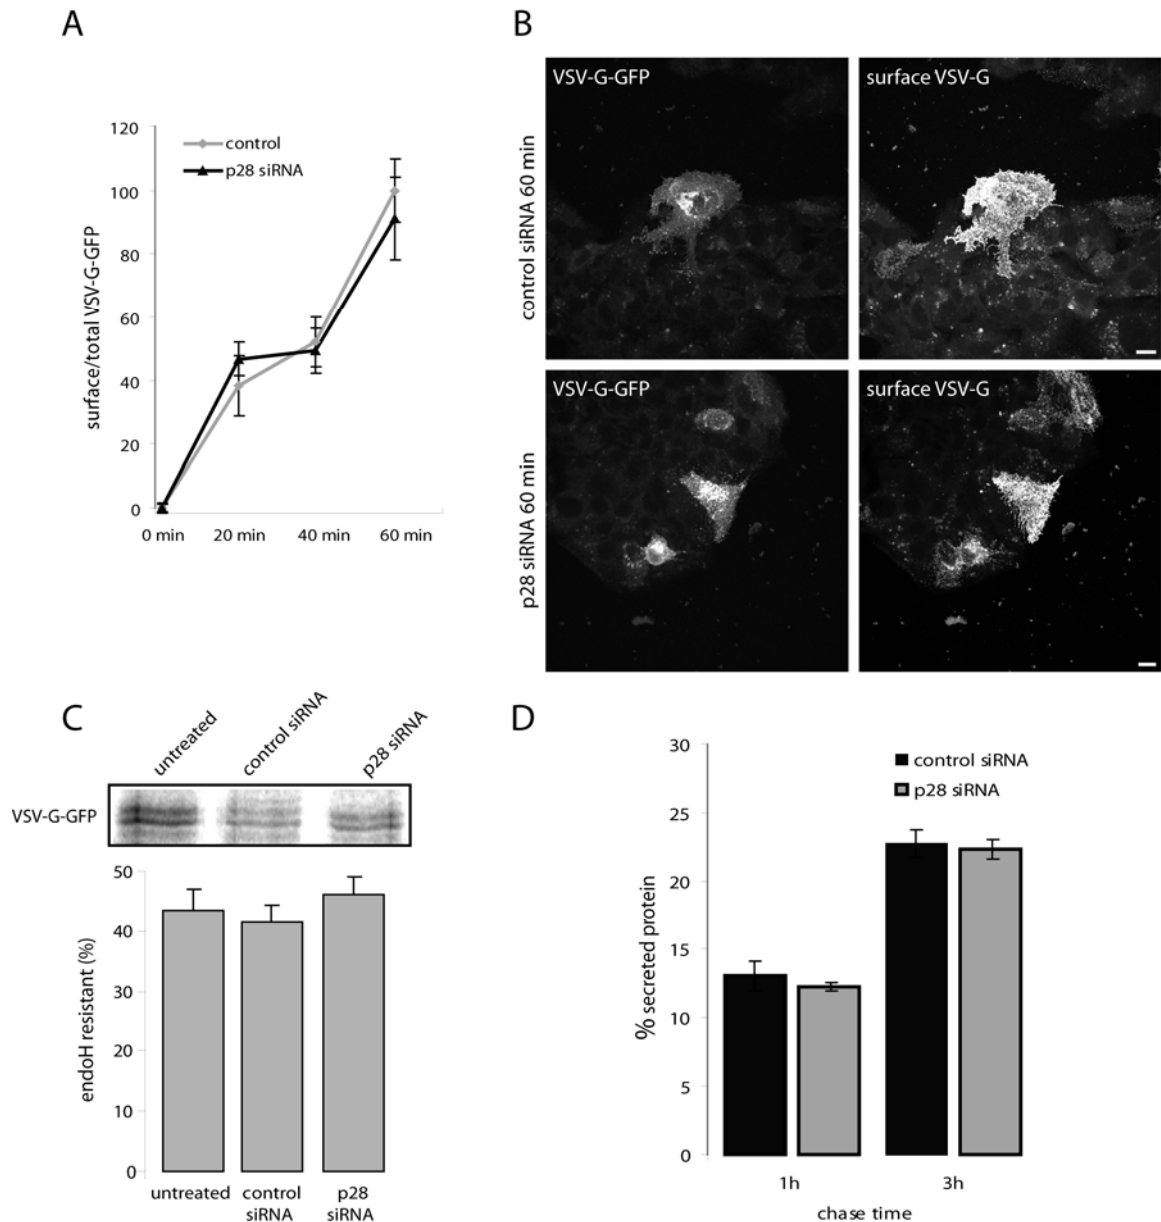 A
120
100
80
60
40
20
0
surface/total VSV-G-GFP
control
p28 siRNA
0 min
20 min
40 min
60 min
B
VSV-G-GFP
surface VSV-G
control siRNA 60 min
VSV-G-GFP
surface VSV-G
p28 siRNA 60 min
C
untreated
control siRNA
p28 siRNA
VSV-G-GFP
50
40
30
20
10
0
endoH resistant (%)
untreated
control
siRNA
p28
siRNA
D
30
25
20
15
10
5
0
% secreted protein
control siRNA
p28 siRNA
1h
3h
chase time